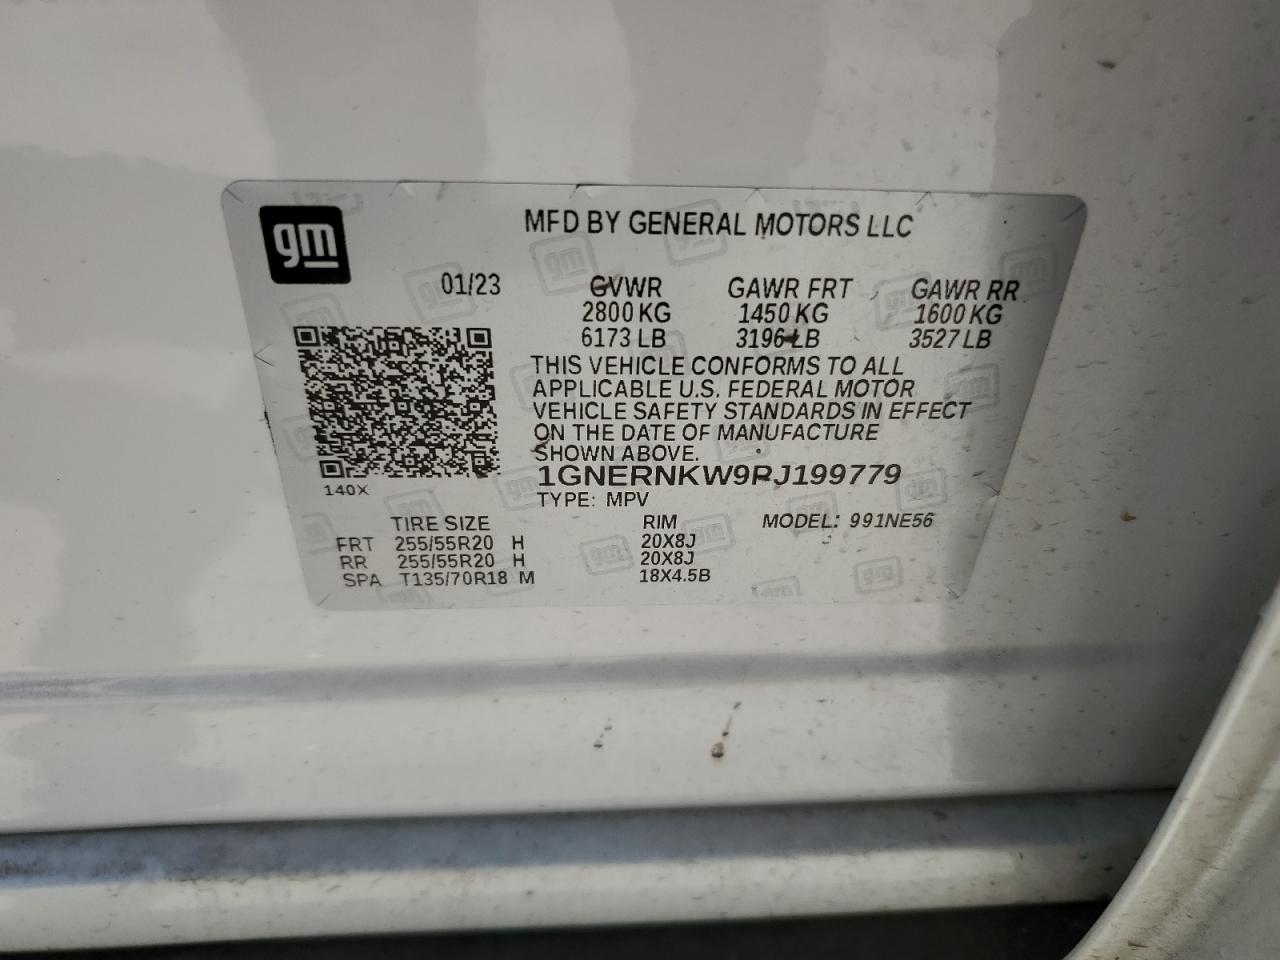 gm
MFD BY GENERAL MOTORS LLC
01/23 GVWR GAWR FRT GAWR RR
2800 KG 1450 KG 1600 KG
6173 LB 3196 LB 3527 LB
THIS VEHICLE CONFORMS TO ALL
APPLICABLE U.S. FEDERAL MOTOR
VEHICLE SAFETY STANDARDS IN EFFECT
ON THE DATE OF MANUFACTURE
SHOWN ABOVE.
1GNERNKW9RJ199779
140X TYPE: MPV
TIRE SIZE RIM MODEL: 991NE56
FRT 255/55R20 H 20X8J
RR 255/55R20 H 20X8J
SPA T135/70R18 M 18X4.5B